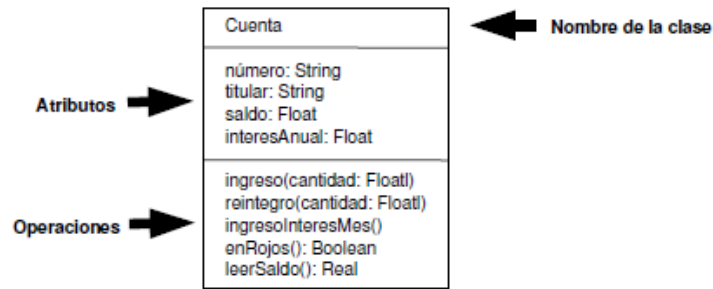 Cuenta
Nombre de la clase
número: String
titular: String
saldo: Float
interesAnual: Float
Atributos
ingreso(cantidad: Floatl)
reintegro(cantidad: Floatl)
ingresoInteresMes()
enRojos(): Boolean
leerSaldo(): Real
Operaciones